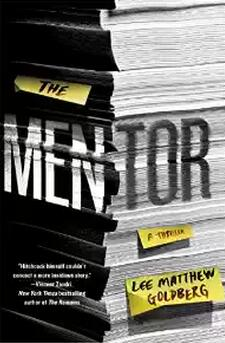 THE
MENTOR
A THRILLER
LEE MATTHEW
GOLDBERG
"Hitchcock himself couldn't
concoct a more insidious story."
—Vincent Zandri,
New York Times bestselling
author of The Remains